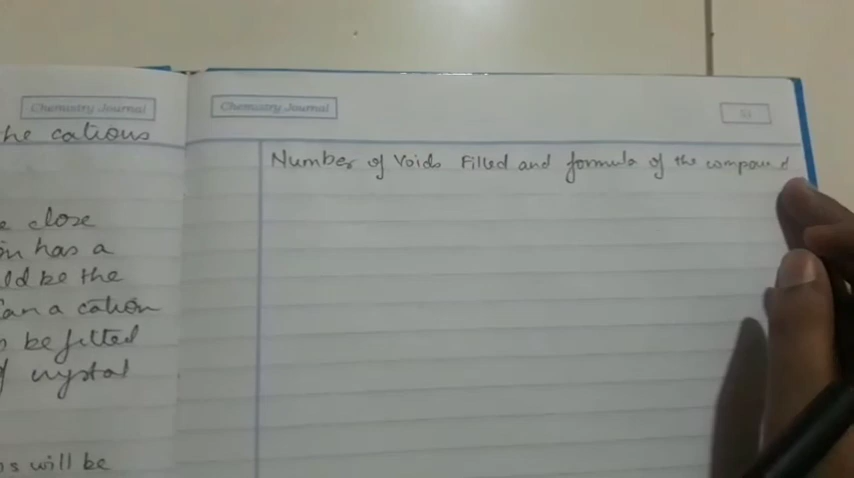 Chemistry Journal
he cations
e close
on has a
ld be the
an a cation
be fitted
crystal
s will be
Chemistry Journal
Number of Voids Filled and formula of the compound